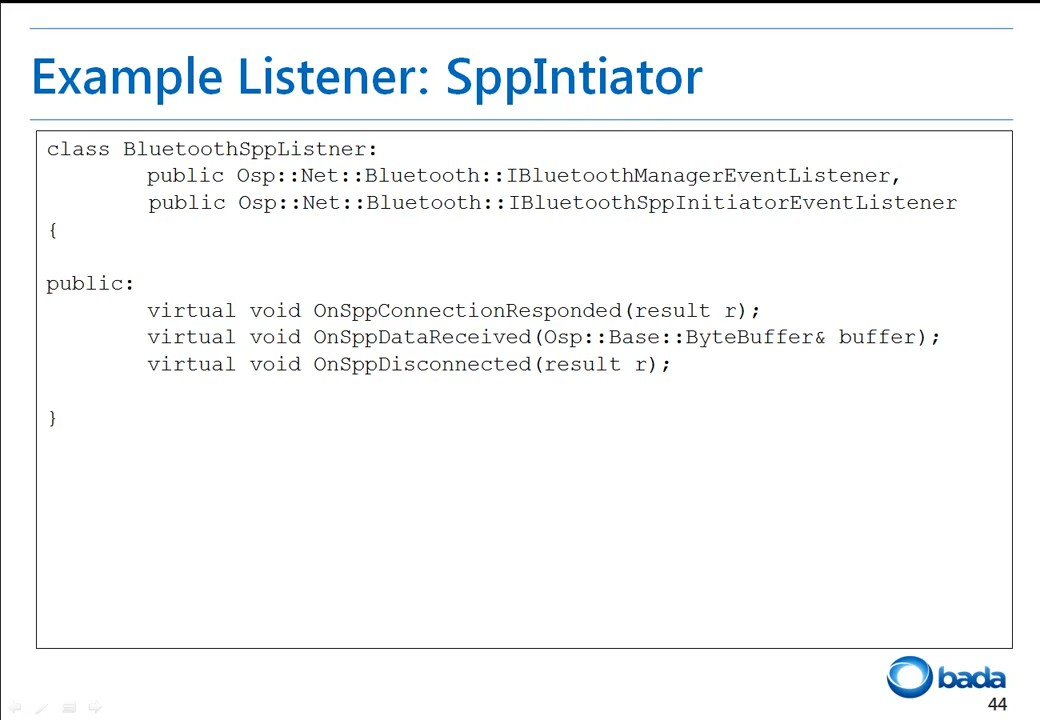 Example Listener: SppIntiator
class BluetoothSppListner:
public Osp::Net::Bluetooth::IBluetoothManagerEventListener,
public Osp::Net::Bluetooth::IBluetoothSppInitiatorEventListener
{
public:
virtual void OnSppConnectionResponded(result r);
virtual void OnSppDataReceived(Osp::Base::ByteBuffer& buffer);
virtual void OnSppDisconnected(result r);
}
bada
44